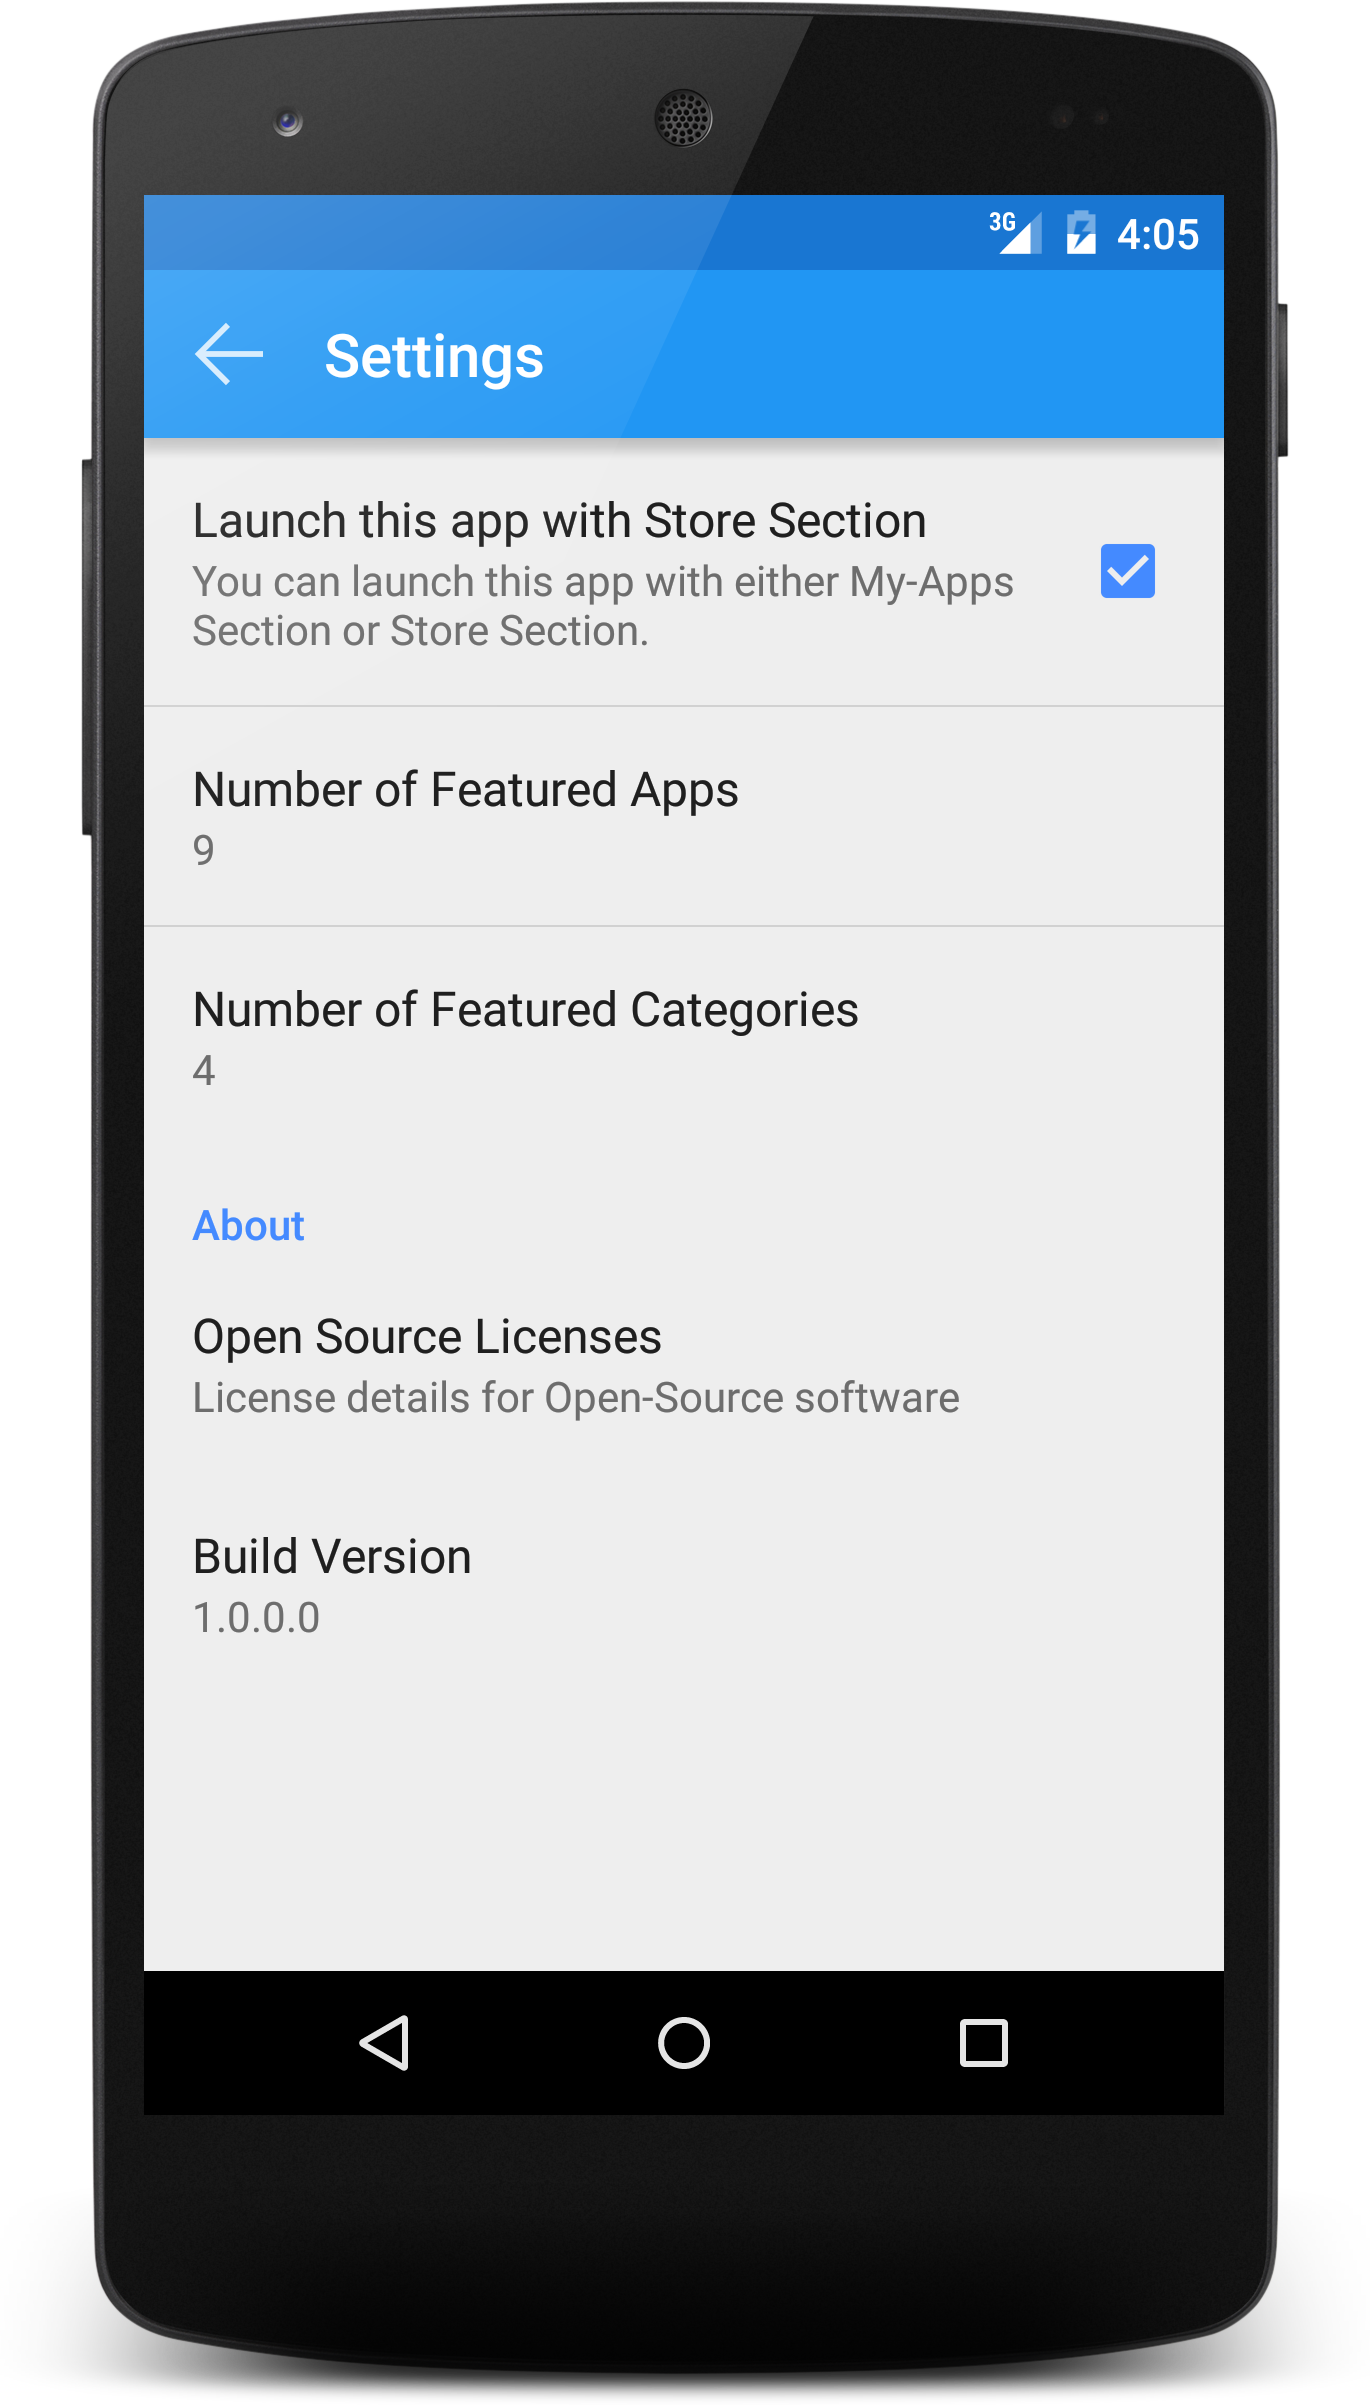 3G 4:05
Settings
Launch this app with Store Section
You can launch this app with either My-Apps
Section or Store Section.
Number of Featured Apps
9
Number of Featured Categories
4
About
Open Source Licenses
License details for Open-Source software
Build Version
1.0.0.0